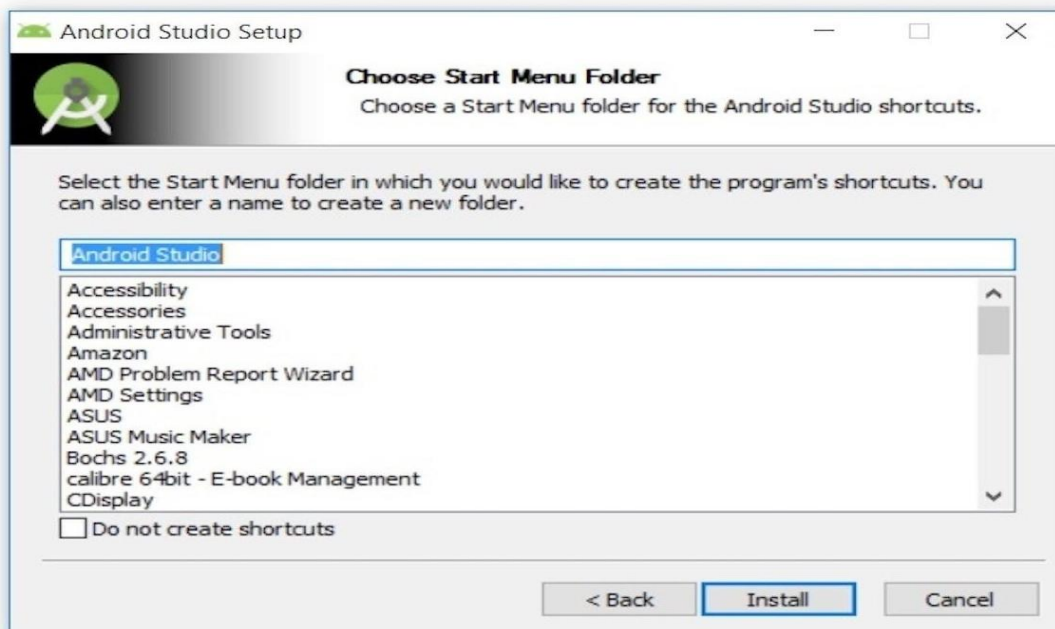 Android Studio Setup
Choose Start Menu Folder
Choose a Start Menu folder for the Android Studio shortcuts.
Select the Start Menu folder in which you would like to create the program's shortcuts. You
can also enter a name to create a new folder.
Android Studio
Accessibility
Accessories
Administrative Tools
Amazon
AMD Problem Report Wizard
AMD Settings
ASUS
ASUS Music Maker
Bochs 2.6.8
calibre 64bit - E-book Management
CDisplay
Do not create shortcuts
< Back
Install
Cancel